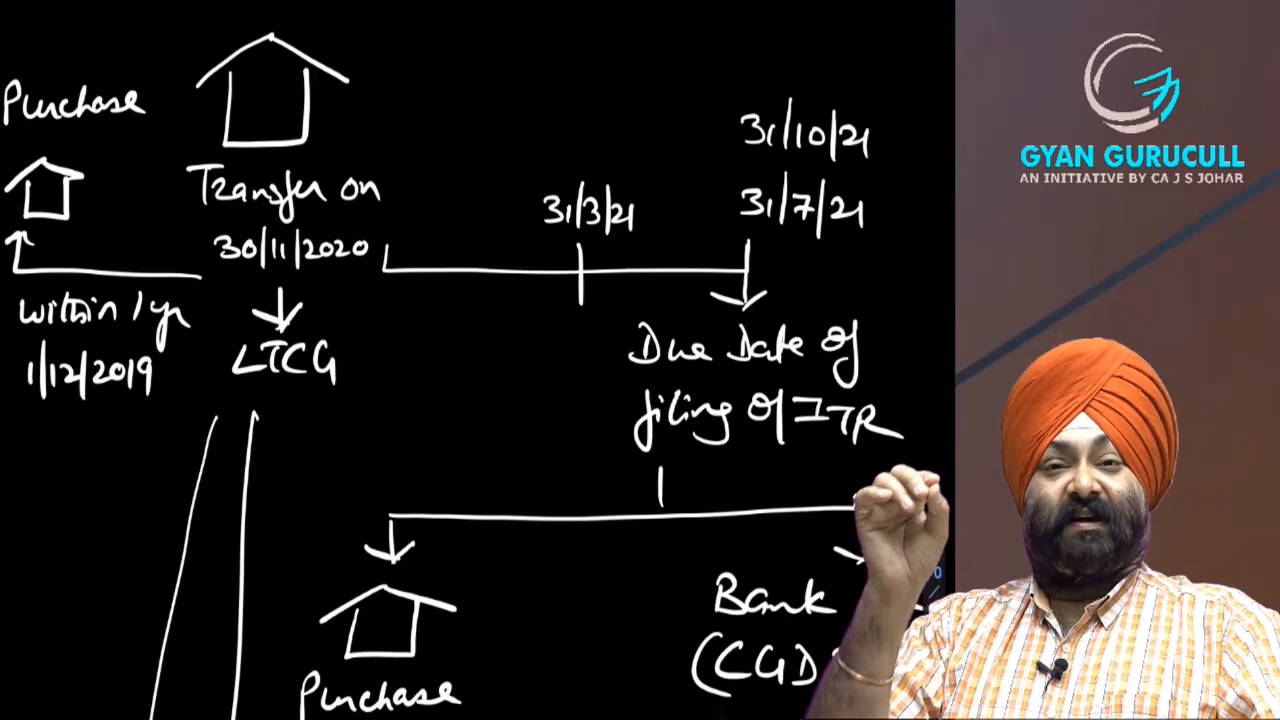 Purchase
Transfer on
30/11/2020
LTCG
within 1 yr
1/12/2019
31/3/21
31/10/21
31/7/21
Due Date of
filing of ITR
Purchase
Bank
(CGD
GYAN GURUCULL
AN INITIATIVE BY CA J S JOHAR